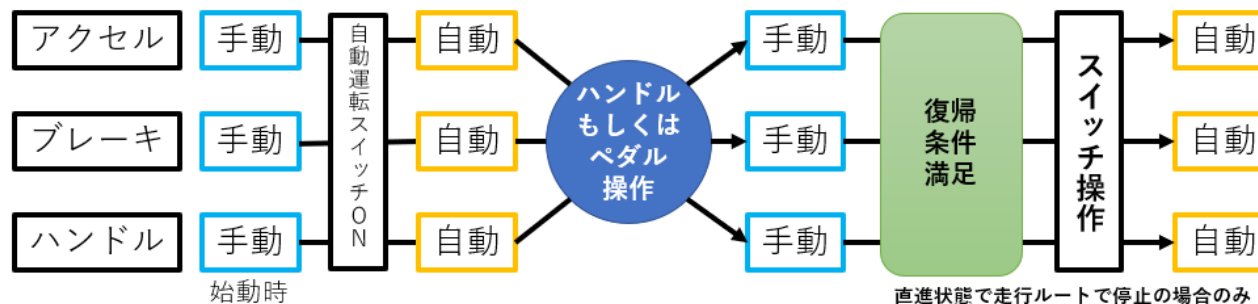 アクセル 手動 自動 手動 自動
ブレーキ 手動 自動 手動 自動
ハンドル 手動 自動 手動 自動
自動運転スイッチON
ハンドル
もしくは
ペダル
操作
復帰
条件
満足
スイッチ操作
始動時
直進状態で走行ルートで停止の場合のみ